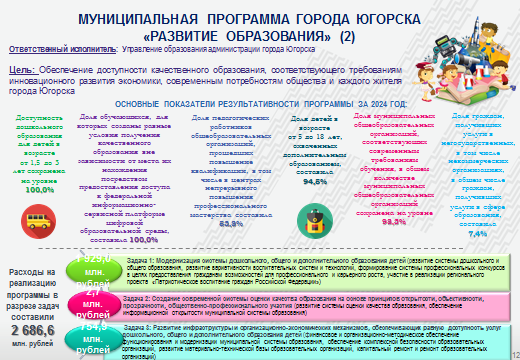 МУНИЦИПАЛЬНАЯ ПРОГРАММА ГОРОДА ЮГОРСКА
«РАЗВИТИЕ ОБРАЗОВАНИЯ» (2)
Ответственный исполнитель: Управление образования администрации города Югорска
Цель: Обеспечение доступности качественного образования, соответствующего требованиям
инновационного развития экономики, современным потребностям общества и каждого жителя
города Югорска
ОСНОВНЫЕ ПОКАЗАТЕЛИ РЕЗУЛЬТАТИВНОСТИ ПРОГРАММЫ ЗА 2024 ГОД:
Доступность
дошкольного
образования
для детей в
возрасте
от 1,5 до 3
лет сохранена
на уровне
100,0%
Доля обучающихся, для
которых созданы равные
условия получения
качественного
образования вне
зависимости от места их
нахождения
посредством
предоставления доступа
к федеральной
информационно-
сервисной платформе
цифровой
образовательной среды,
составила 100,0%
Доля педагогических
работников
общеобразовательных
организаций,
прошедших
повышение
квалификации, в том
числе в центрах
непрерывного
повышения
профессионального
мастерства составила
83,9%
Доля детей в
возрасте
от 5 до 18 лет,
охваченных
дополнительным
образованием,
составила
94,8%
Доля муниципальных
общеобразовательных
организаций,
соответствующих
современным
требованиям
обучения, в общем
количестве
муниципальных
общеобразовательных
организаций
сохранена на уровне
93,3%
Доля граждан,
получивших
услуги в
негосударственных,
в том числе
некоммерческих
организациях,
в общем числе
граждан,
получивших
услуги в сфере
образования,
составила
7,4%
Расходы на
реализацию
программы в
разрезе задач
составили
2 686,6
млн. рублей
млн.
рублей
Задача 1: Модернизация системы дошкольного, общего и дополнительного образования детей (развитие системы дошкольного и
общего образования, развитие вариативности воспитательных систем и технологий, формирование системы профессиональных конкурсов
в целях предоставления гражданам возможностей для профессионального и карьерного роста, участие в реализации регионального
проекта «Патриотическое воспитание граждан Российской Федерации»)
млн.
рублей
Задача 2: Создание современной системы оценки качества образования на основе принципов открытости, объективности,
прозрачности, общественно-профессионального участия (развитие системы оценки качества образования, обеспечение
информационной открытости муниципальной системы образования)
млн.
рублей
Задача 3: Развитие инфраструктуры и организационно-экономических механизмов, обеспечивающих равную доступность услуг
дошкольного, общего и дополнительного образования детей (финансовое и организационно-методическое обеспечение
функционирования и модернизации муниципальной системы образования, обеспечение комплексной безопасности образовательных
организаций, развитие материально-технической базы образовательных организаций, капитальный ремонт и ремонт образовательных
организаций)
12